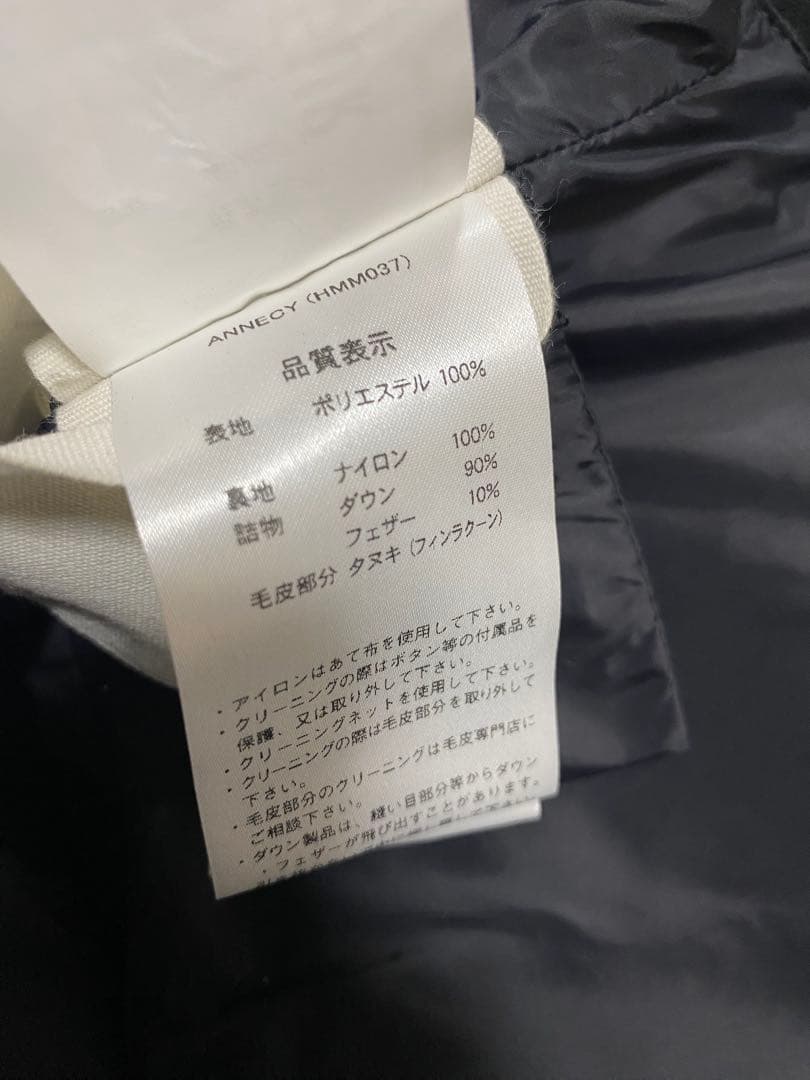 ANNECY (HMM037)
品質表示
表地 ポリエステル 100%
裏地 ナイロン 100%
詰物 ダウン 90%
フェザー 10%
毛皮部分 タヌキ (フィンラクーン)
・アイロンはあて布を使用して下さい。
・クリーニングの際はボタン等の付属品を
保護、又は取り外して下さい。
・クリーニングネットを使用して下さい。
・クリーニングの際は毛皮部分を取り外して
下さい。
・毛皮部分のクリーニングは毛皮専門店に
ご相談下さい。
・ダウン製品は、縫い目部分等からダウン
・フェザーが飛び出すことがあります。